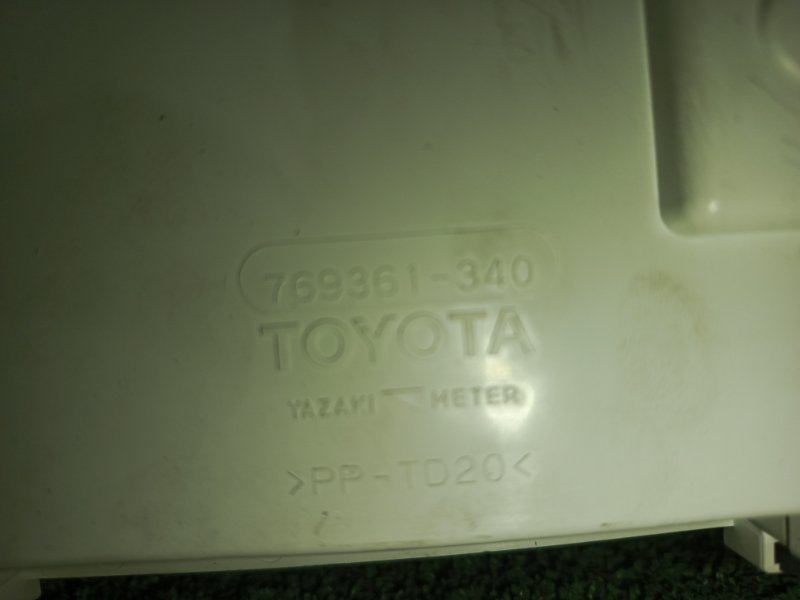 769361-340
TOYOTA
YAZAKI METER
>PP-TD20<